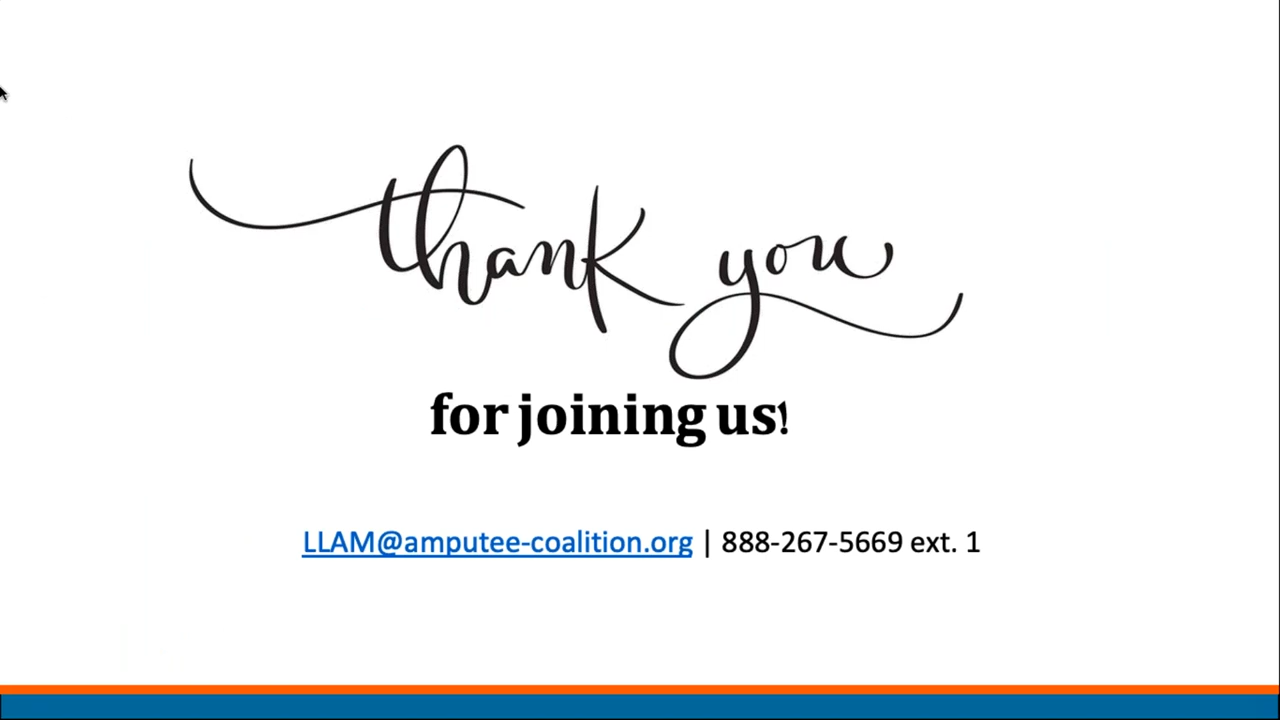 thank you
for joining us!
LLAM@amputee-coalition.org | 888-267-5669 ext. 1